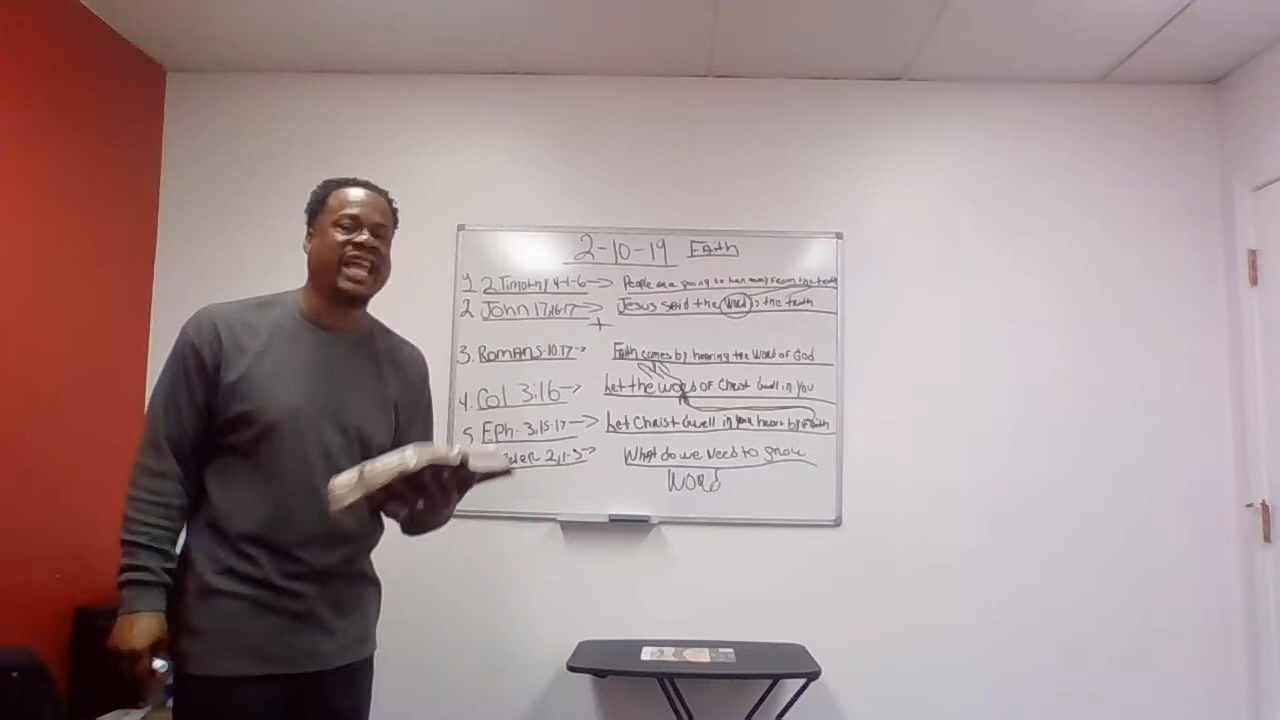 2-10-19 Faith
1. 2. Timothy 4-1-6 → People are going to turn away from the truth
2. John 17,16,17 → Jesus said the word is the truth
+
3. Romans-10.17 → Faith comes by hearing the Word of God
4. Col 3:16 → Let the word of Christ dwell in you
5. Eph-3,15-17 → Let Christ dwell in your heart by faith
2,1-3 → What do we need to grow
Word